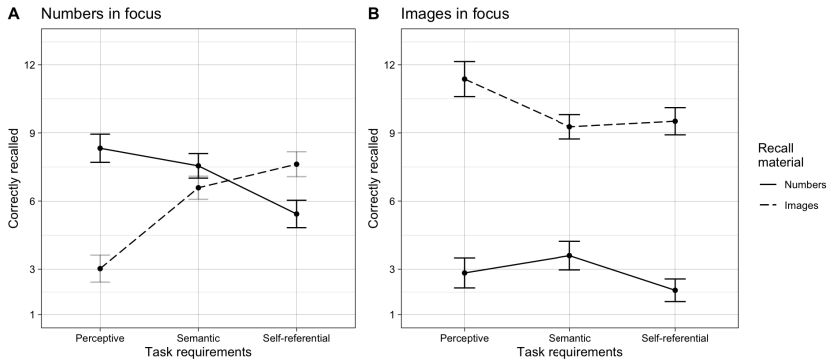 A Numbers in focus
B Images in focus
Correctly recalled
12
9
6
3
1
Perceptive Semantic Self-referential
Task requirements
Correctly recalled
12
9
6
3
1
Perceptive Semantic Self-referential
Task requirements
Recall
material
Numbers
Images